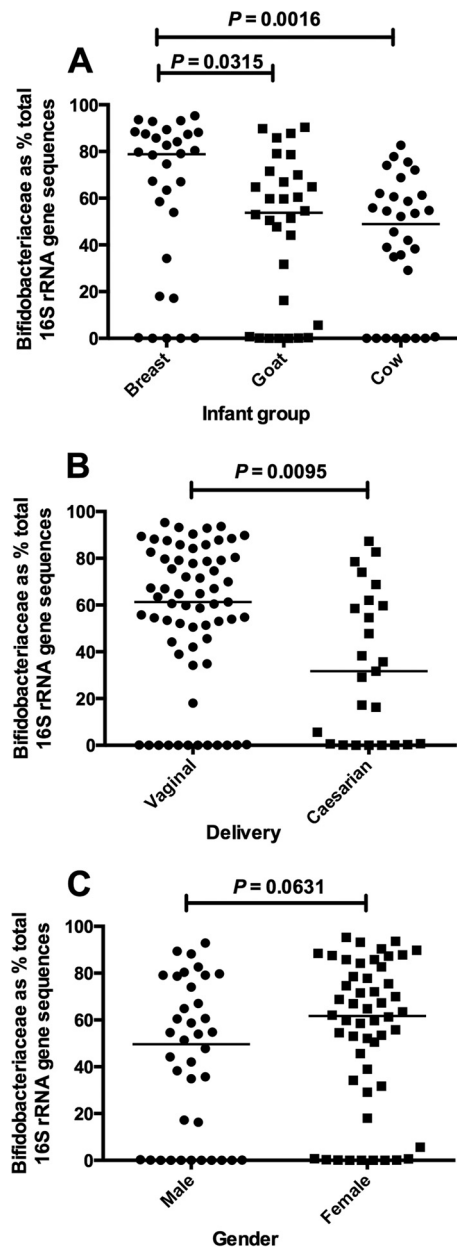 P = 0.0016
A
P = 0.0315
Bifidobacteriaceae as % total
16S rRNA gene sequences
100
80
60
40
20
0
Breast
Goat
Cow
Infant group
B
P = 0.0095
Bifidobacteriaceae as % total
16S rRNA gene sequences
100
80
60
40
20
0
Vaginal
Caesarian
Delivery
C
P = 0.0631
Bifidobacteriaceae as % total
16S rRNA gene sequences
100
80
60
40
20
0
Male
Female
Gender